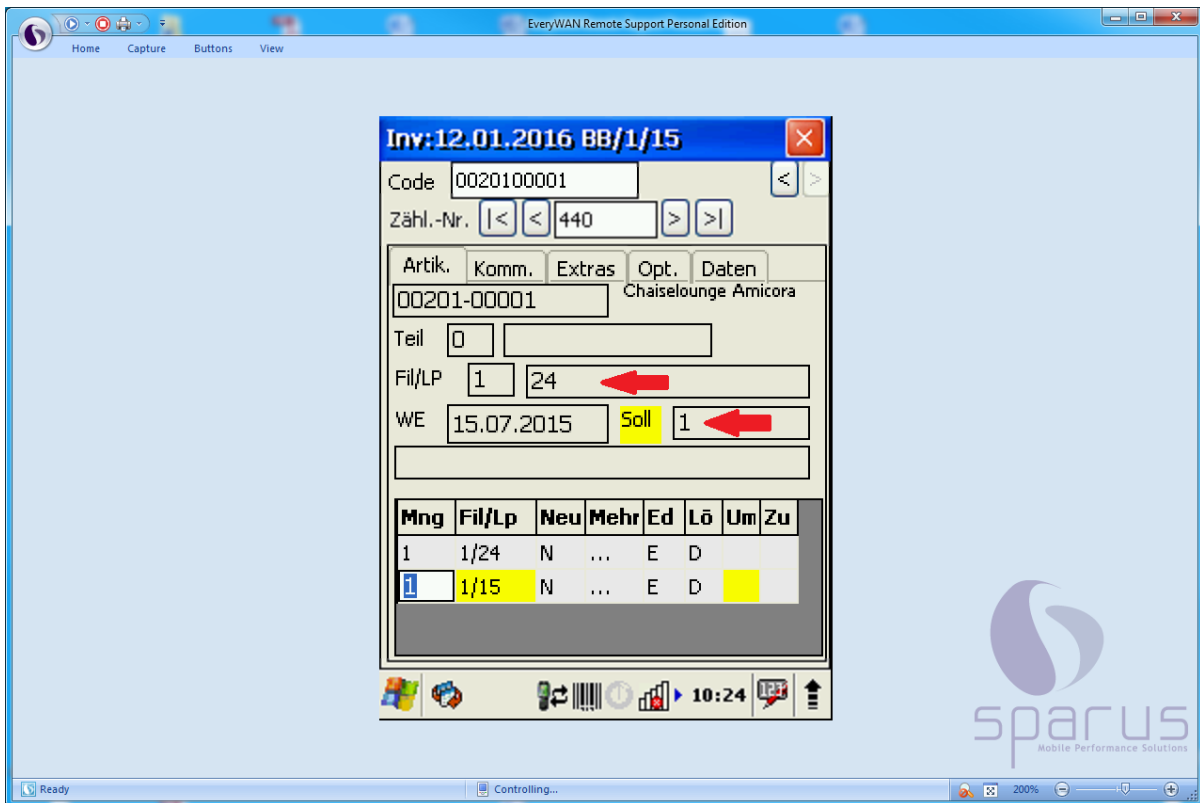 EveryWAN Remote Support Personal Edition
Home Capture Buttons View
Inv:12.01.2016 BB/1/15
Code 0020100001 < >
Zähl.-Nr. |< < 440 > >|
Artik. Komm. Extras Opt. Daten
00201-00001 Chaiselounge Amicora
Teil 0
Fil/LP 1 24
WE 15.07.2015 Soll 1
Mng Fil/Lp Neu Mehr Ed Lö Um Zu
1 1/24 N ... E D
1 1/15 N ... E D
10:24 123
sparus
Mobile Performance Solutions
Ready Controlling... 200%